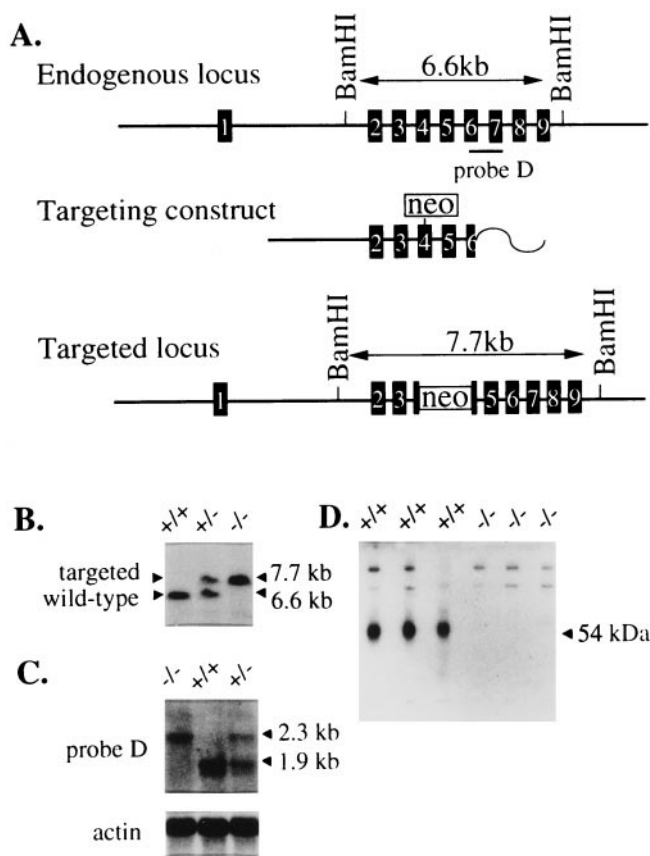 A.
Endogenous locus
BamHI
6.6kb
BamHI
1 2 3 4 5 6 7 8 9
probe D
Targeting construct
neo
2 3 4 5 6
Targeted locus
BamHI
7.7kb
BamHI
1 2 3 neo 5 6 7 8 9
B.
+/+ +/- -/-
targeted 7.7 kb
wild-type 6.6 kb
C.
-/- +/+ +/-
probe D
2.3 kb
1.9 kb
actin
D.
+/+ +/+ +/+ -/- -/- -/-
54 kDa